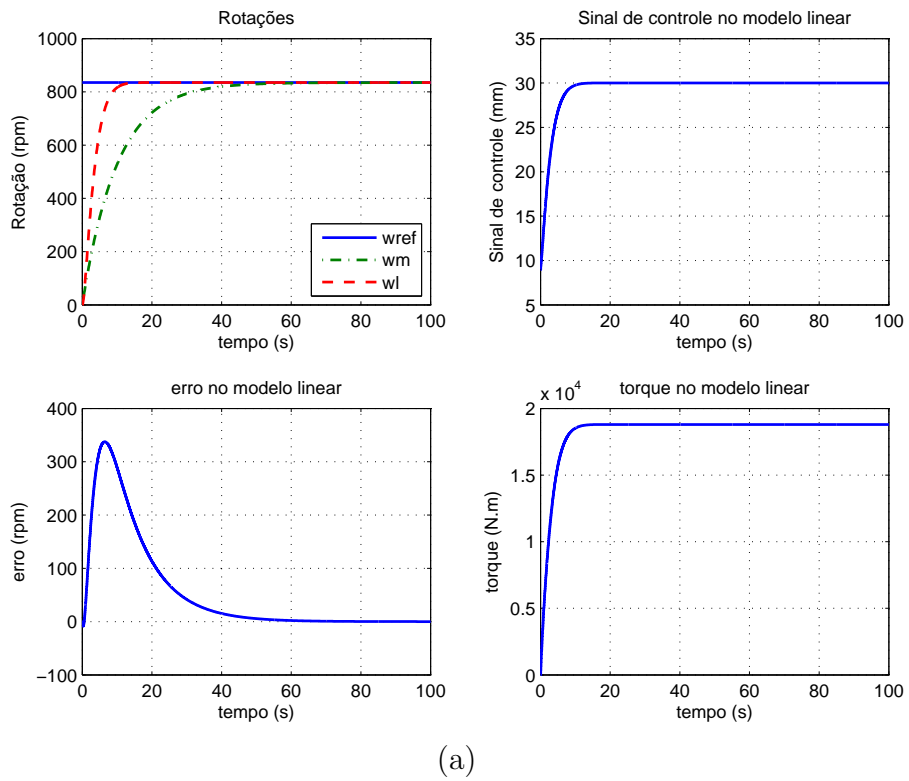 Rotações
Rotação (rpm)
1000
800
600
400
200
0
wref
wm
wl
0 20 40 60 80 100
tempo (s)
Sinal de controle no modelo linear
Sinal de controle (mm)
35
30
25
20
15
10
5
0 20 40 60 80 100
tempo (s)
erro no modelo linear
erro (rpm)
400
300
200
100
0
−100
0 20 40 60 80 100
tempo (s)
torque no modelo linear
x 10⁴
torque (N.m)
2
1.5
1
0.5
0
0 20 40 60 80 100
tempo (s)
(a)